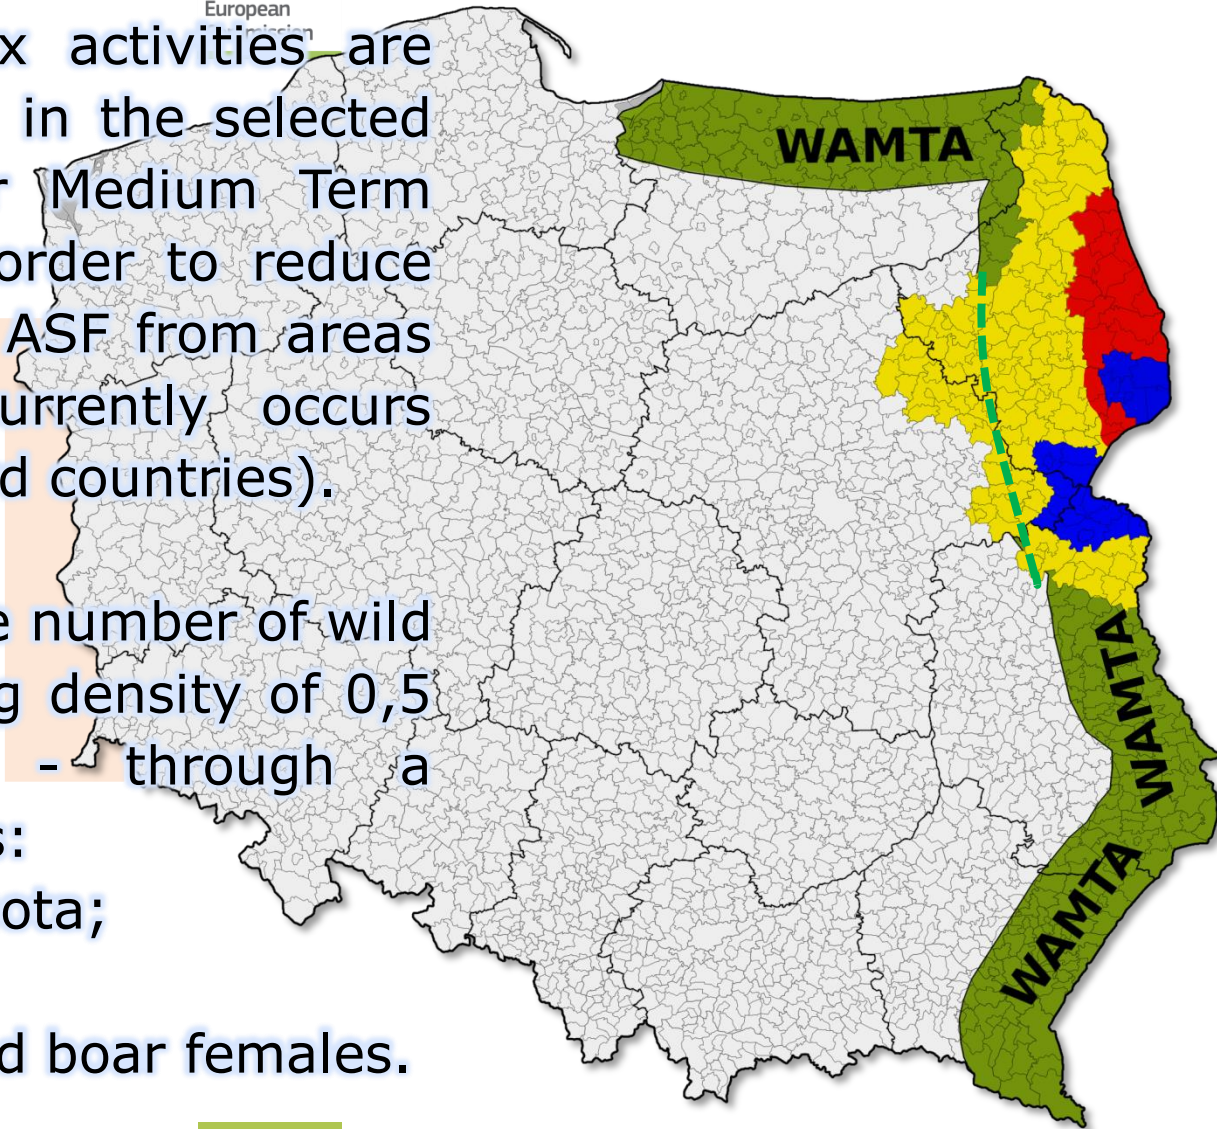 European
x activities are
in the selected
r Medium Term
order to reduce
ASF from areas
urrently occurs
d countries).
e number of wild
g density of 0,5
- through a
s:
ota;
d boar females.
WAMTA
WAMTA
WAMTA